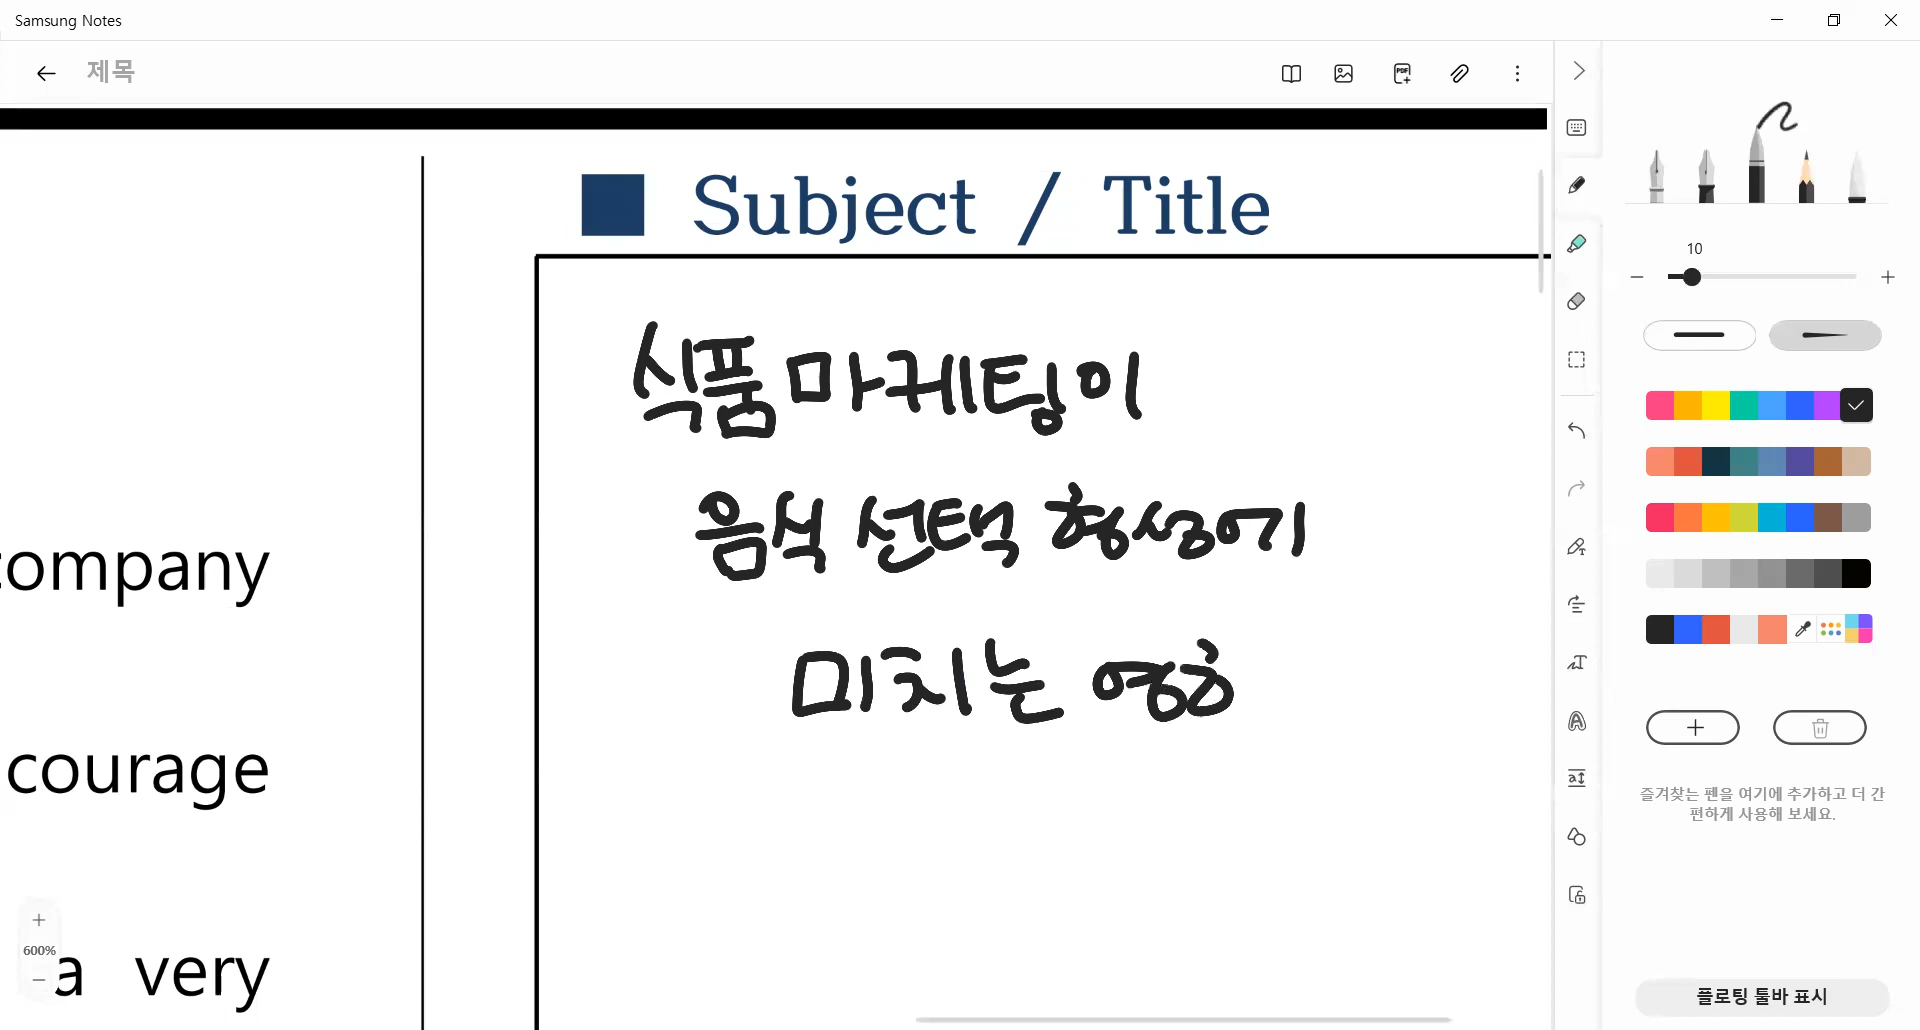 Samsung Notes
제목
Subject / Title
식품 마케팅이
음식 선택 형성에
미치는 영향
company
courage
a very
600%
10
즐겨찾는 펜을 여기에 추가하고 더 간
편하게 사용해 보세요.
플로팅 툴바 표시